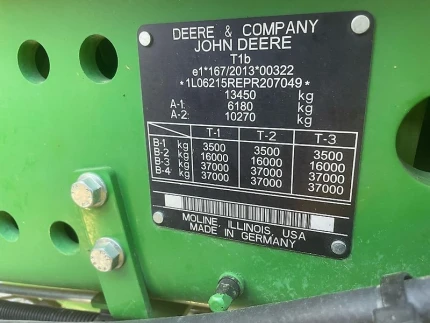 DEERE & COMPANY
JOHN DEERE
T1b
e1*167/2013*00322
*1L06215REPR207049*
13450 kg
A-1: 6180 kg
A-2: 10270 kg
T-1 T-2 T-3
B-1 kg 3500 3500 3500
B-2 kg 16000 16000 16000
B-3 kg 37000 37000 37000
B-4 kg 37000 37000 37000
MOLINE, ILLINOIS, USA
MADE IN GERMANY